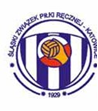 ŚLĄSKI ZWIĄZEK PIŁKI RĘCZNEJ - KATOWICE
1929